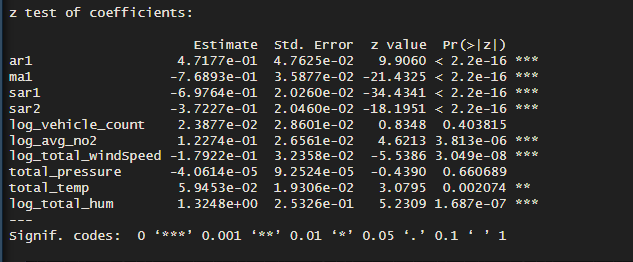 z test of coefficients:
Estimate Std. Error z value Pr(>|z|)
ar1 4.7177e-01 4.7625e-02 9.9060 < 2.2e-16 ***
ma1 -7.6893e-01 3.5877e-02 -21.4325 < 2.2e-16 ***
sar1 -6.9764e-01 2.0260e-02 -34.4341 < 2.2e-16 ***
sar2 -3.7227e-01 2.0460e-02 -18.1951 < 2.2e-16 ***
log_vehicle_count 2.3877e-02 2.8601e-02 0.8348 0.403815
log_avg_no2 1.2274e-01 2.6561e-02 4.6213 3.813e-06 ***
log_total_windSpeed -1.7922e-01 3.2358e-02 -5.5386 3.049e-08 ***
total_pressure -4.0614e-05 9.2524e-05 -0.4390 0.660689
total_temp 5.9453e-02 1.9306e-02 3.0795 0.002074 **
log_total_hum 1.3248e+00 2.5326e-01 5.2309 1.687e-07 ***
---
Signif. codes: 0 ‘***’ 0.001 ‘**’ 0.01 ‘*’ 0.05 ‘.’ 0.1 ‘ ’ 1